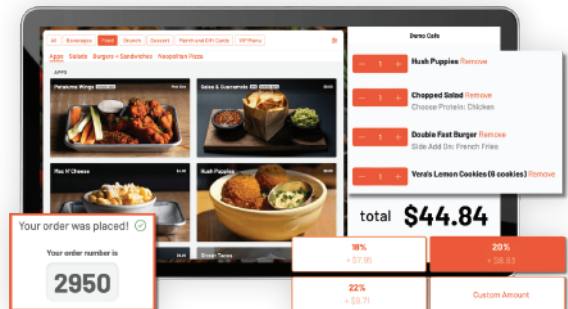 All Beverages Food Brunch Dessert Merch and Gift Cards VIP Menu
Apps Salads Burgers + Sandwiches Neopolitan Pizza
APPS
Petaluma Wings
Salsa & Guacamole
Mac N'Cheese
Hush Puppies
Ocean Tacos
Demo Cafe
− 1 + Hush Puppies Remove
− 1 + Chopped Salad Remove
Choose Protein: Chicken
− 1 + Double Fast Burger Remove
Side Add On: French Fries
− 1 + Vera's Lemon Cookies (6 cookies) Remove
total $44.84
18% 20%
+ $7.95 + $8.83
22% Custom Amount
+ $9.71
Your order was placed!
Your order number is
2950